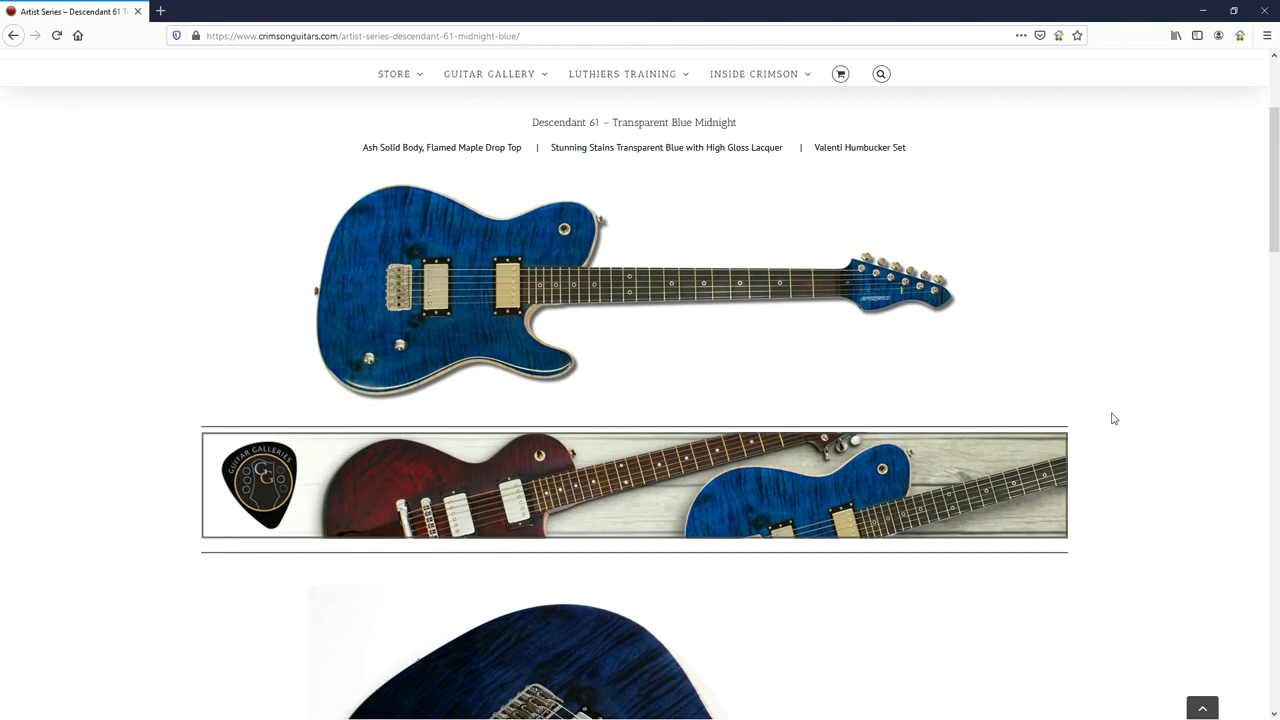 Artist Series – Descendant 61 Tr
https://www.crimsonguitars.com/artist-series-descendant-61-midnight-blue/
STORE GUITAR GALLERY LUTHIERS TRAINING INSIDE CRIMSON
Descendant 61 – Transparent Blue Midnight
Ash Solid Body, Flamed Maple Drop Top | Stunning Stains Transparent Blue with High Gloss Lacquer | Valenti Humbucker Set
GUITAR GALLERIES